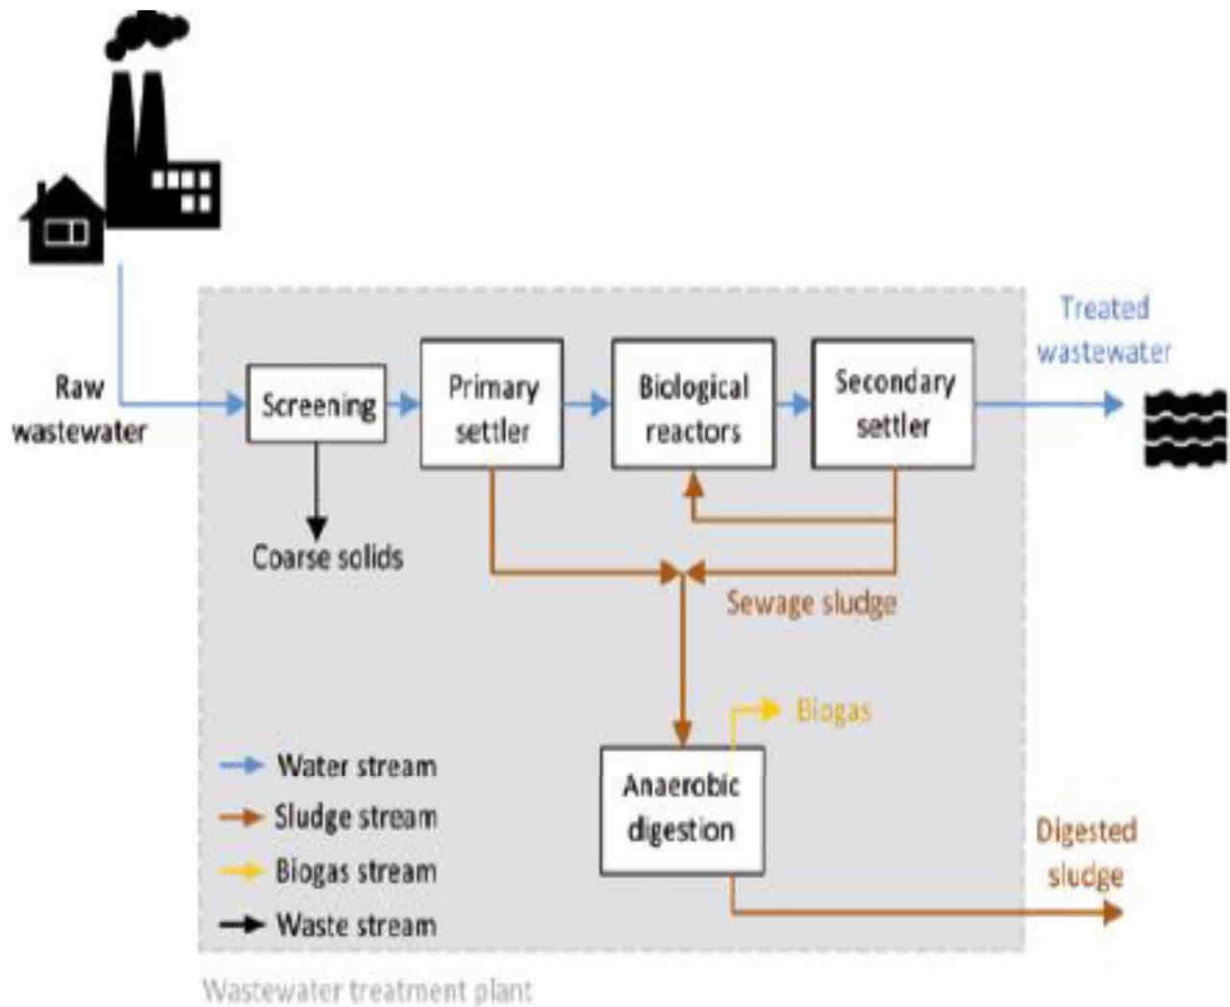 Treated
wastewater
Raw
wastewater
Screening
Primary
settler
Biological
reactors
Secondary
settler
Coarse solids
Sewage sludge
Biogas
Anaerobic
digestion
Water stream
Sludge stream
Biogas stream
Waste stream
Digested
sludge
Wastewater treatment plant